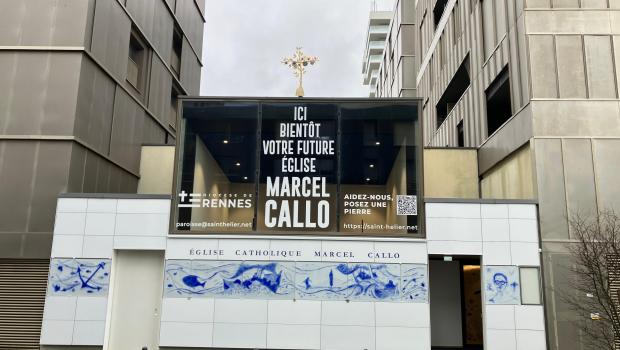 ICI
BIENTÔT
VOTRE FUTURE
ÉGLISE
MARCEL
CALLO
DIOCÈSE DE
RENNES
paroisse@sainthelier.net
AIDEZ-NOUS,
POSEZ UNE
PIERRE
https://saint-helier.net
ÉGLISE CATHOLIQUE MARCEL CALLO